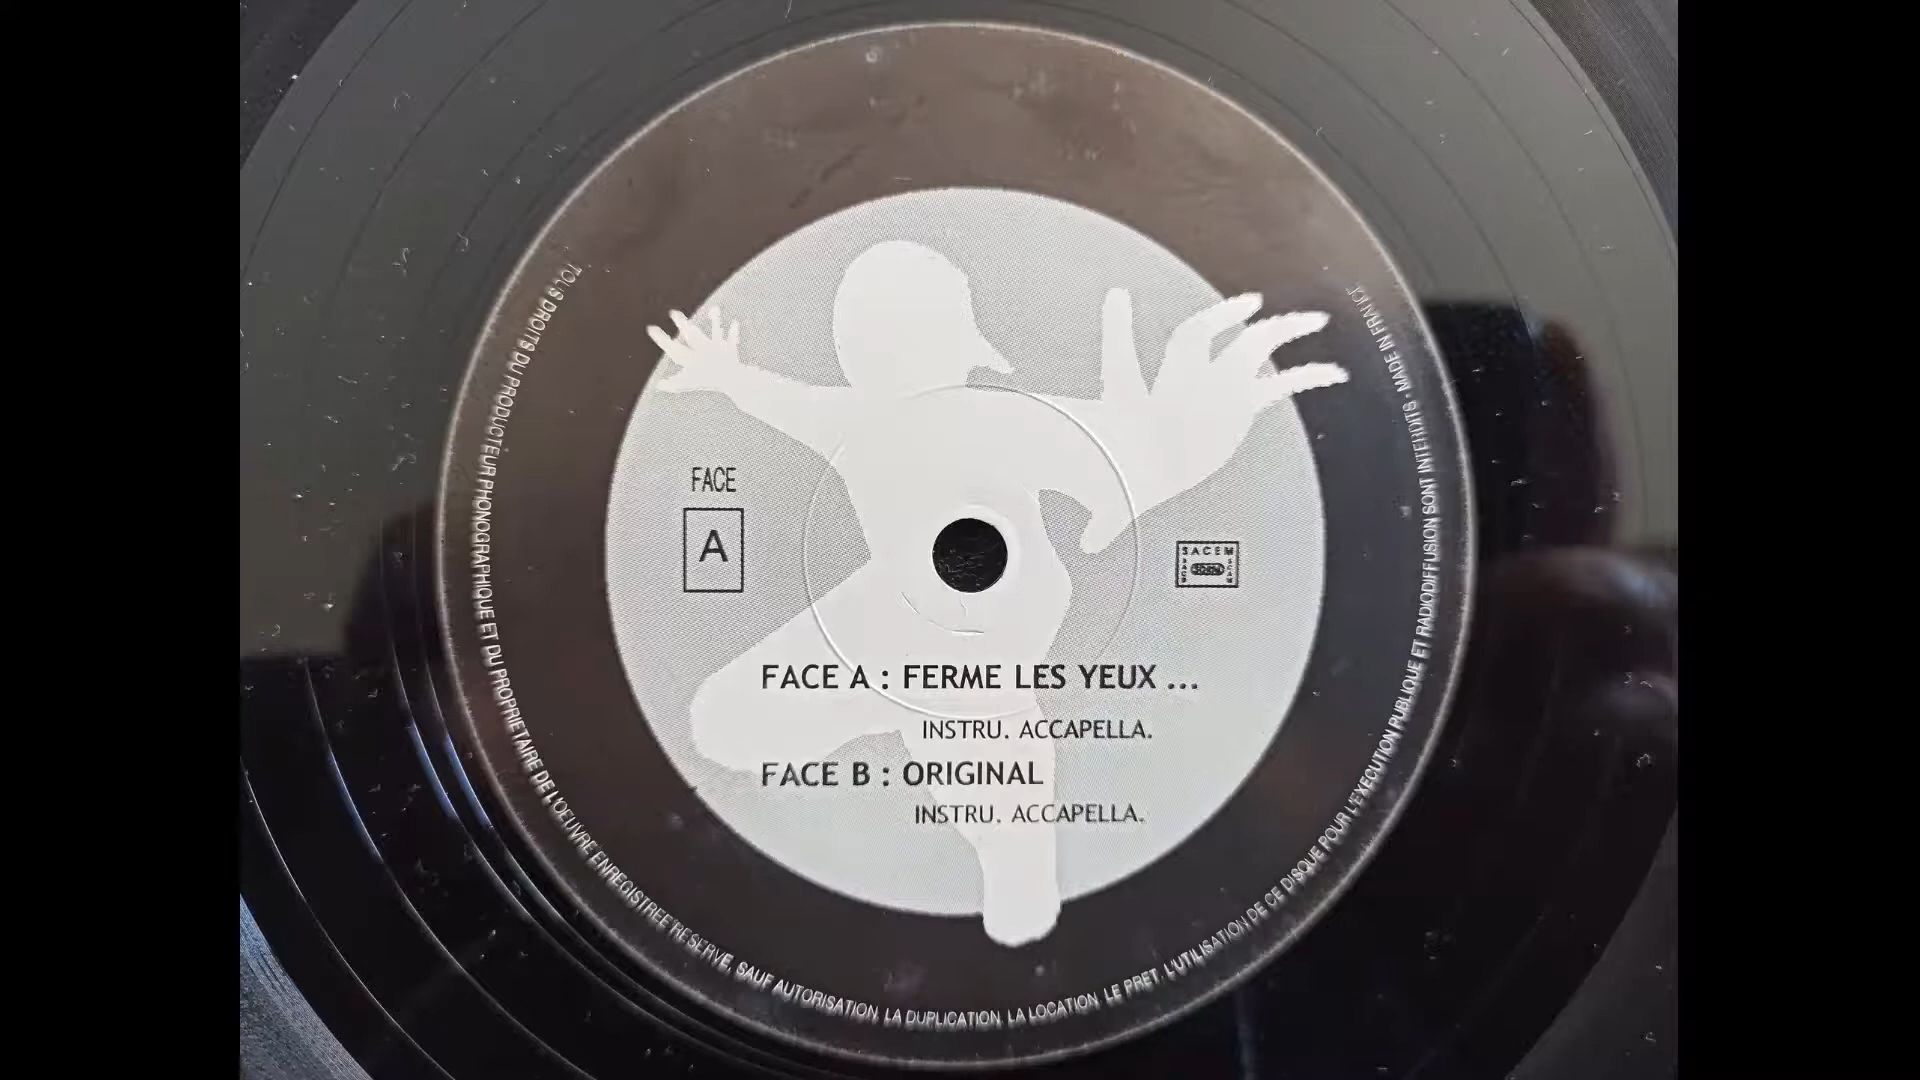 FACE
A
SACEM
FACE A : FERME LES YEUX ...
INSTRU. ACCAPELLA.
FACE B : ORIGINAL
INSTRU. ACCAPELLA.
TOUS DROITS DU PRODUCTEUR PHONOGRAPHIQUE ET DU PROPRIETAIRE DE L'OEUVRE ENREGISTREE RESERVE, SAUF AUTORISATION, LA DUPLICATION, LA LOCATION, LE PRET, L'UTILISATION DE CE DISQUE POUR L'EXECUTION PUBLIQUE ET RADIODIFFUSION SONT INTERDITS - MADE IN FRANCE